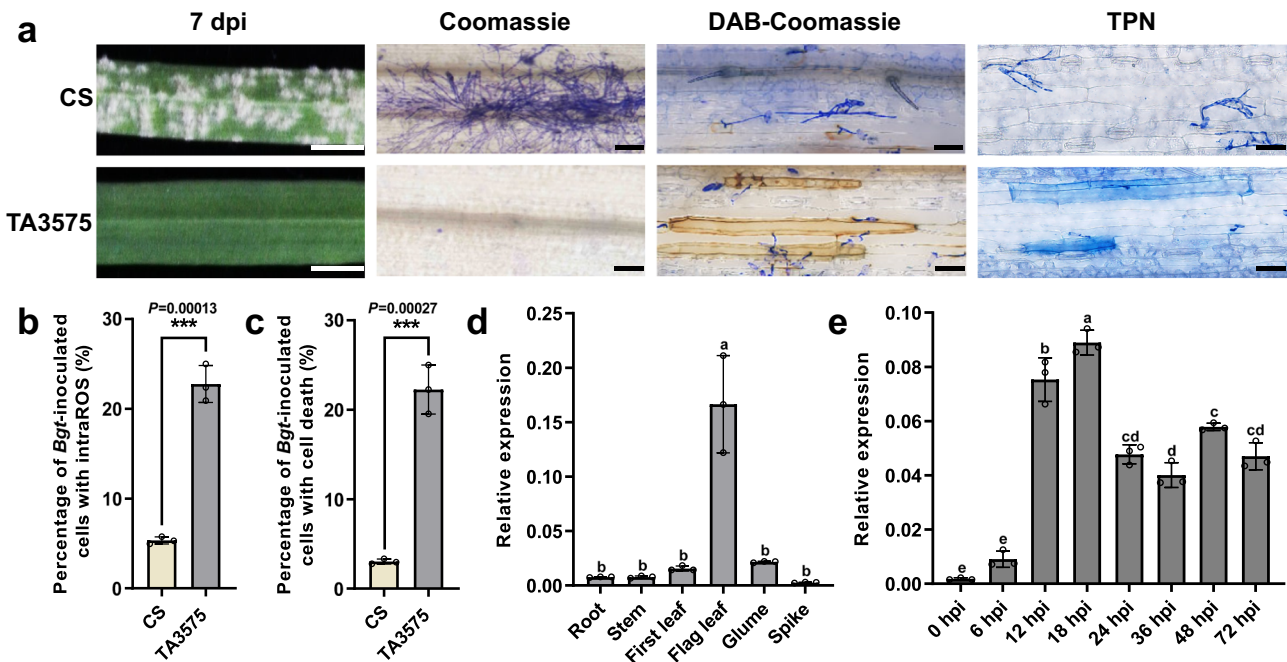 a
7 dpi
Coomassie
DAB-Coomassie
TPN
CS
TA3575
b
P=0.00013
***
Percentage of Bgt-inoculated
cells with intraROS (%)
30
20
10
0
CS
TA3575
c
P=0.00027
***
Percentage of Bgt-inoculated
cells with cell death (%)
30
20
10
0
CS
TA3575
d
Relative expression
0.25
0.20
0.15
0.10
0.05
0.00
b
b
b
a
b
b
Root
Stem
First leaf
Flag leaf
Glume
Spike
e
Relative expression
0.10
0.08
0.06
0.04
0.02
0.00
e
e
b
a
cd
d
c
cd
0 hpi
6 hpi
12 hpi
18 hpi
24 hpi
36 hpi
48 hpi
72 hpi